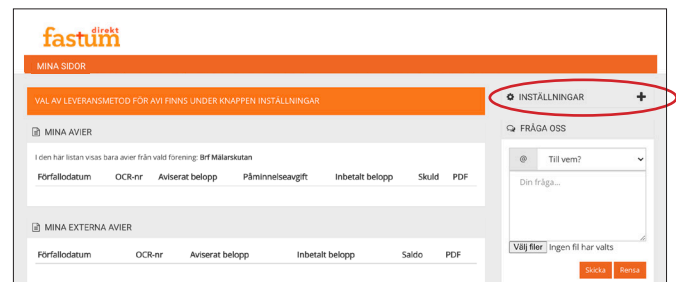 fastum direkt
MINA SIDOR
VAL AV LEVERANSMETOD FÖR AVI FINNS UNDER KNAPPEN INSTÄLLNINGAR
MINA AVIER
I den här listan visas bara avier från vald förening: Brf Mälarskutan
Förfallodatum OCR-nr Aviserat belopp Påminnelseavgift Inbetalt belopp Skuld PDF
MINA EXTERNA AVIER
Förfallodatum OCR-nr Aviserat belopp Inbetalt belopp Saldo PDF
INSTÄLLNINGAR +
FRÅGA OSS
@ Till vem?
Din fråga...
Välj filer Ingen fil har valts
Skicka Rensa